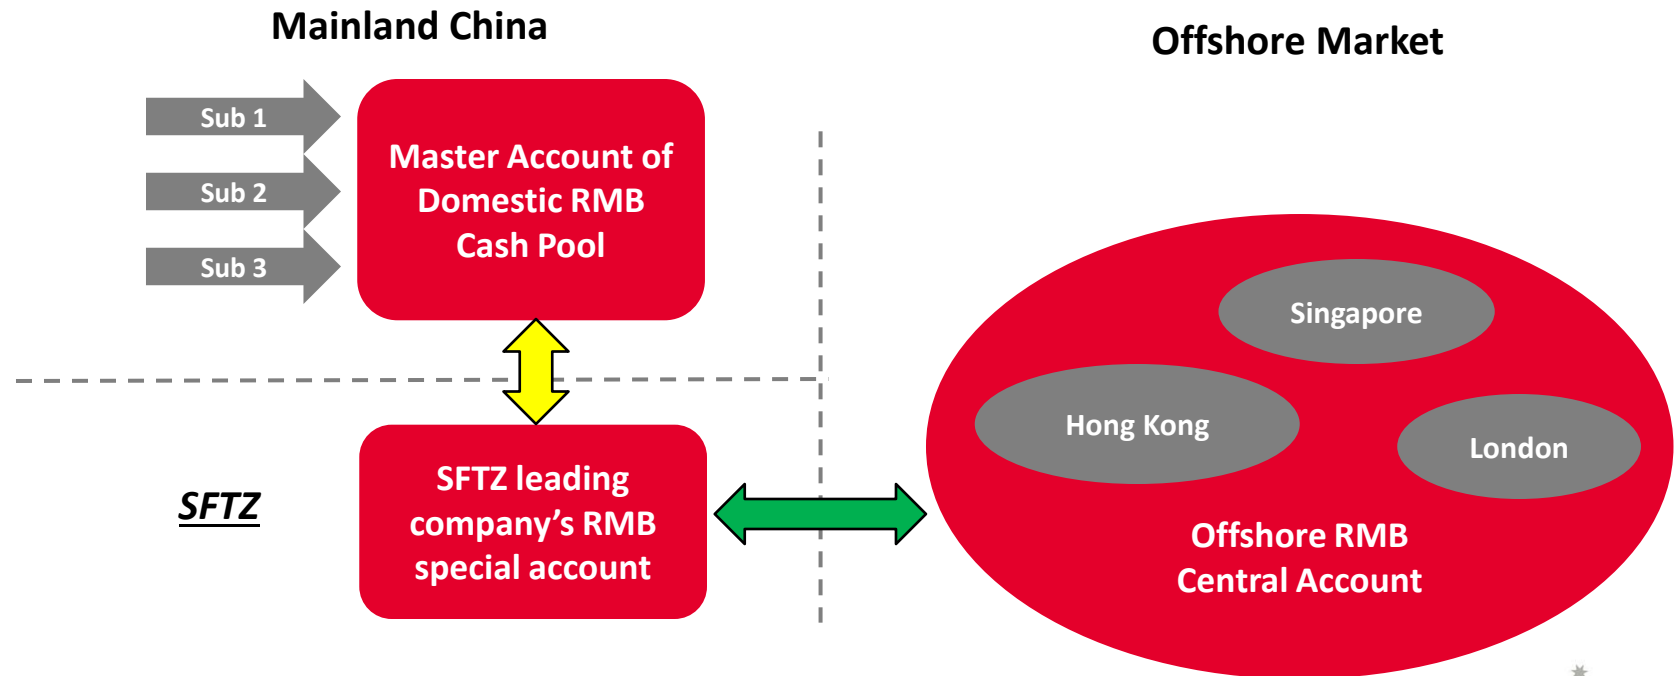 Mainland China
Offshore Market
Sub 1
Sub 2
Sub 3
Master Account of
Domestic RMB
Cash Pool
SFTZ
SFTZ leading
company’s RMB
special account
Singapore
Hong Kong
London
Offshore RMB
Central Account